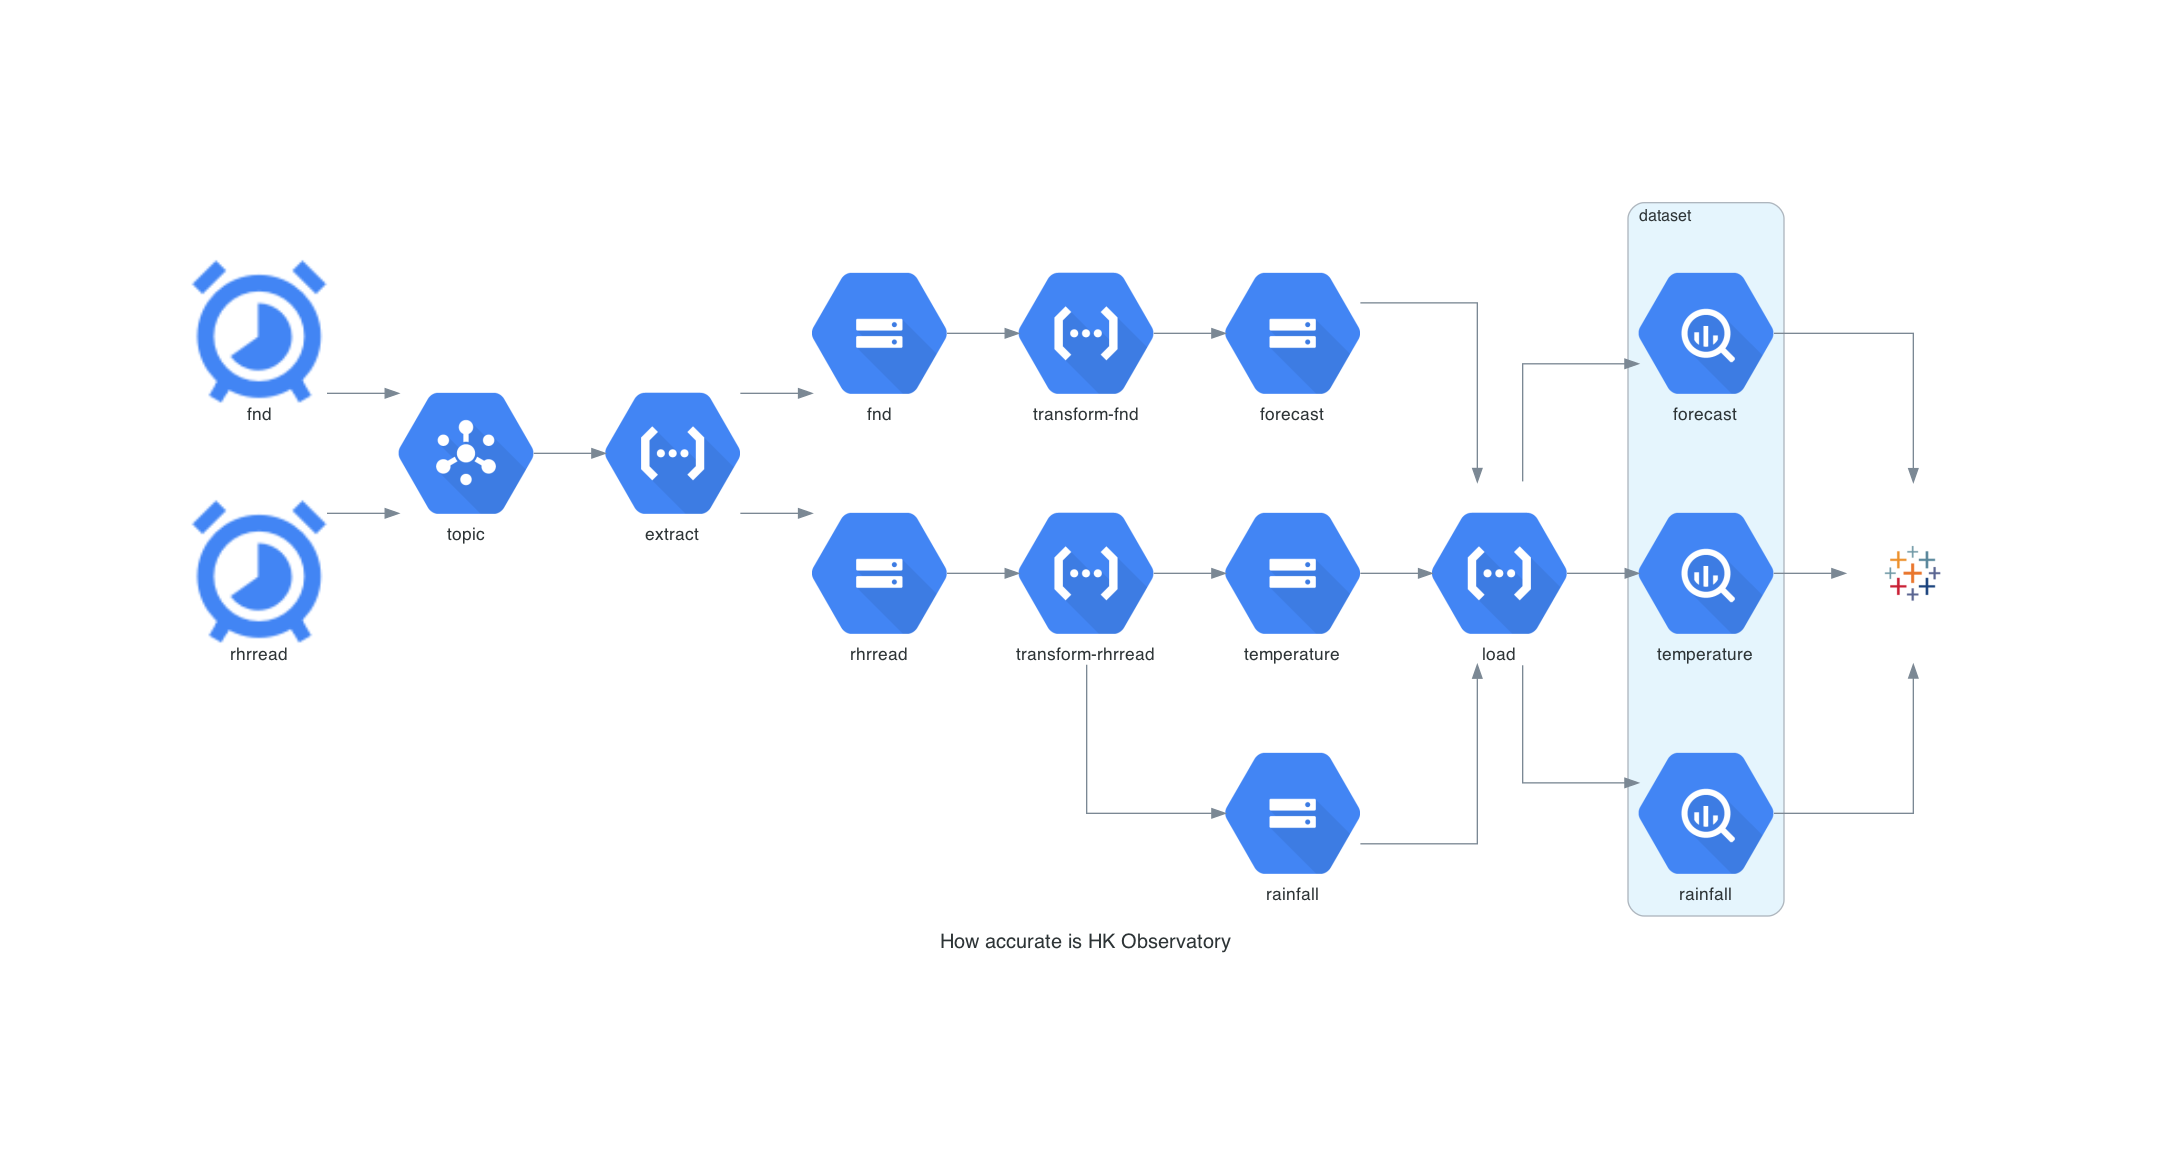 dataset
fnd
fnd
transform-fnd
forecast
forecast
topic
extract
rhrread
rhrread
transform-rhrread
temperature
load
temperature
rainfall
rainfall
How accurate is HK Observatory